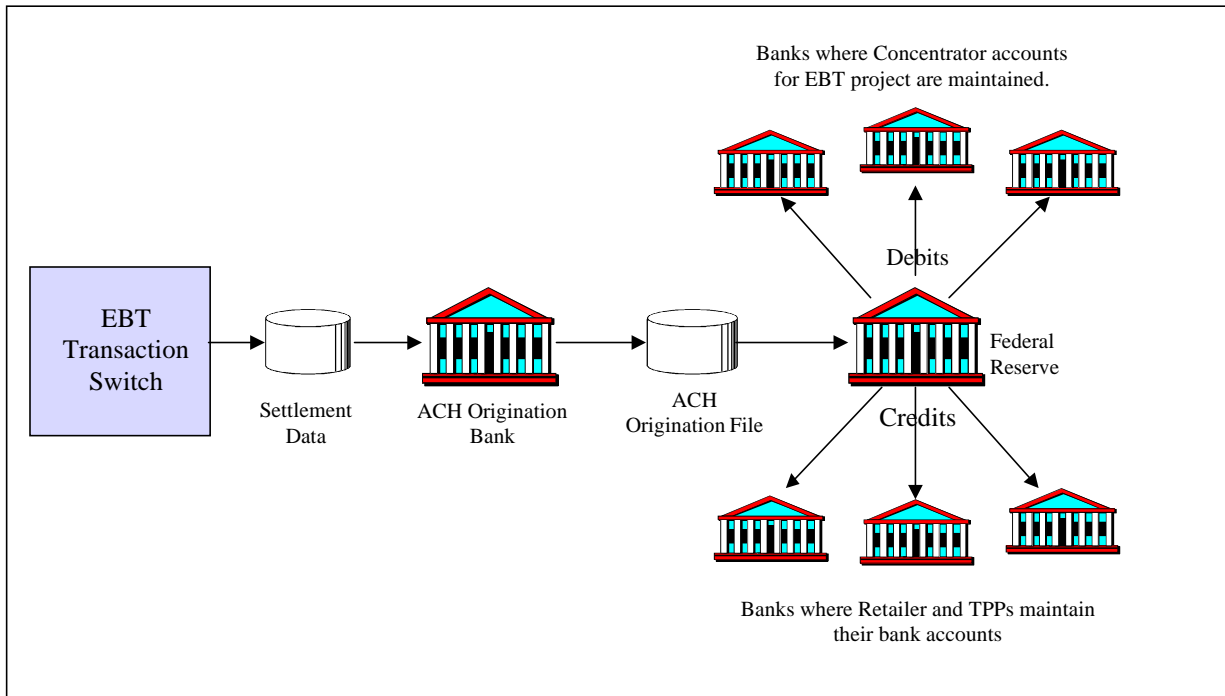 Banks where Concentrator accounts
for EBT project are maintained.
Debits
EBT
Transaction
Switch
Settlement
Data
ACH Origination
Bank
ACH
Origination File
Federal
Reserve
Credits
Banks where Retailer and TPPs maintain
their bank accounts